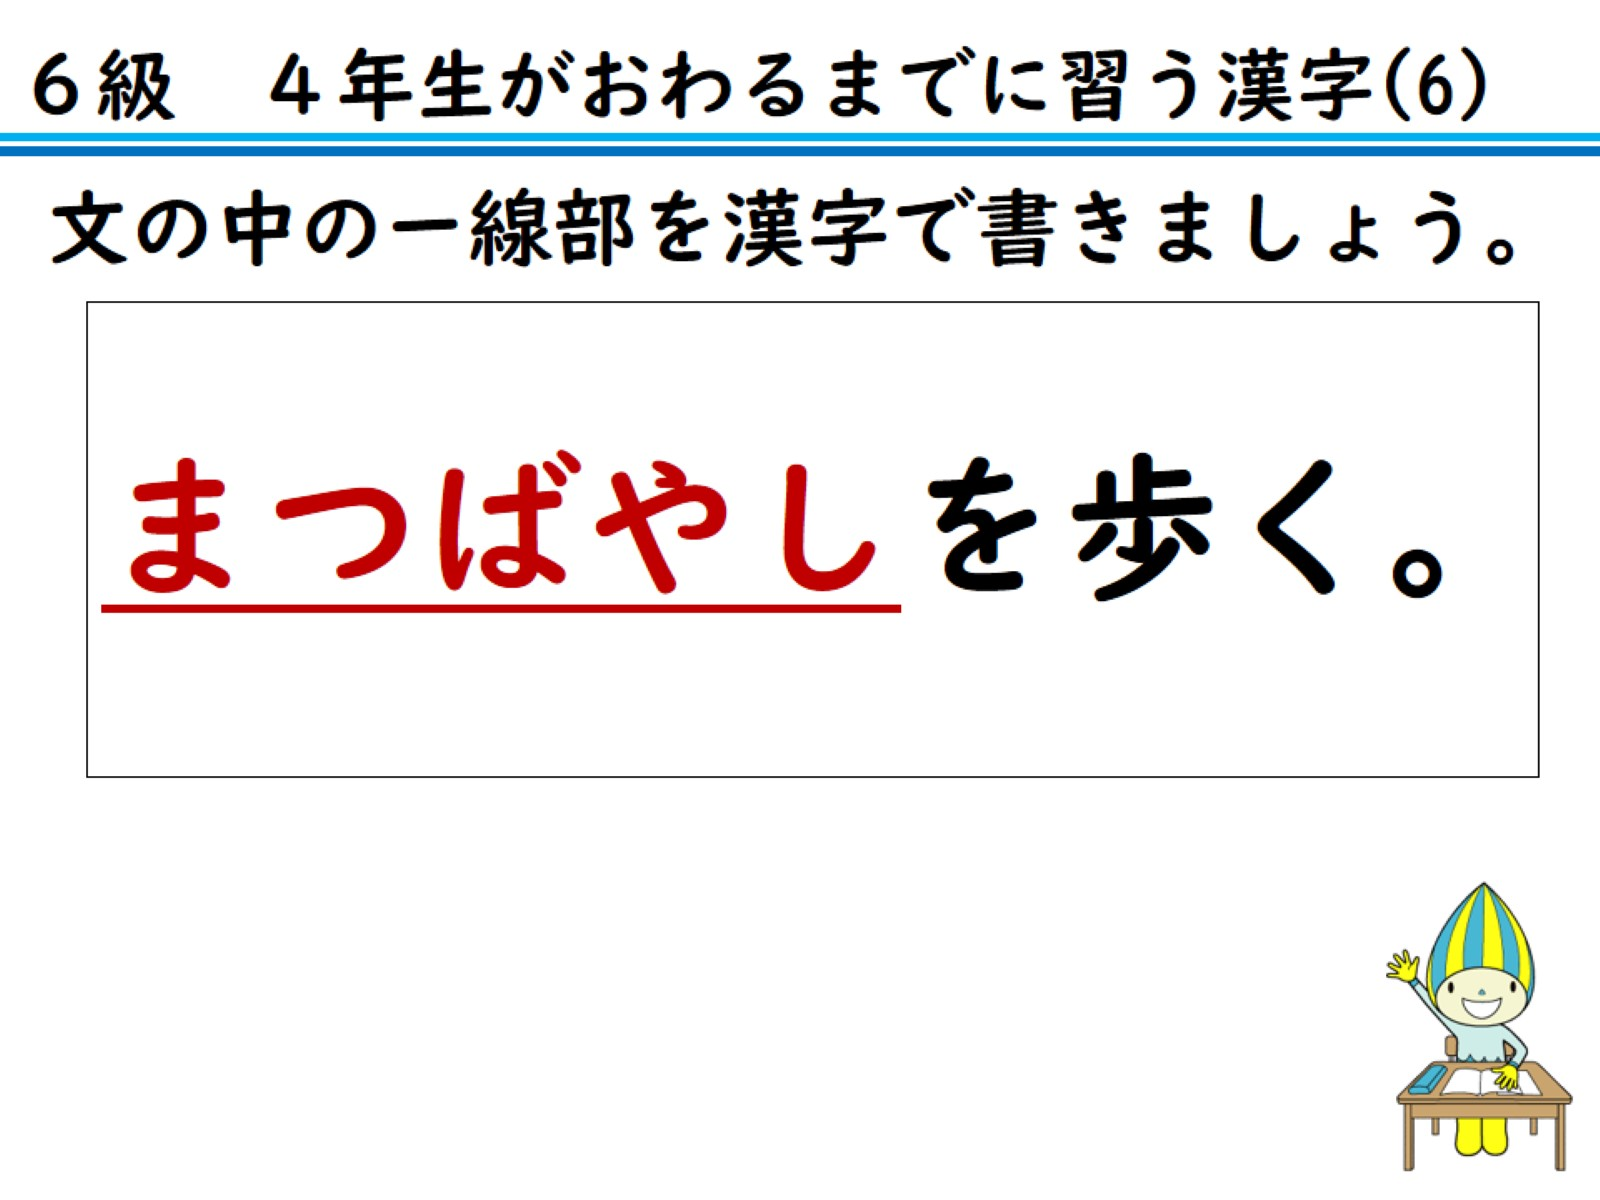 ６級　４年生がおわるまでに習う漢字(6)
文の中の－線部を漢字で書きましょう。
まつばやしを歩く。